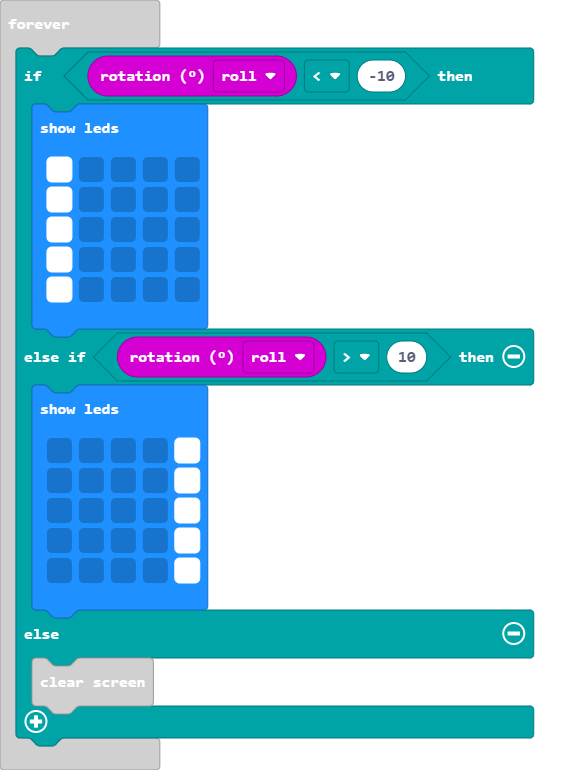 forever
if rotation (º) roll < -10 then
show leds
else if rotation (º) roll > 10 then
show leds
else
clear screen